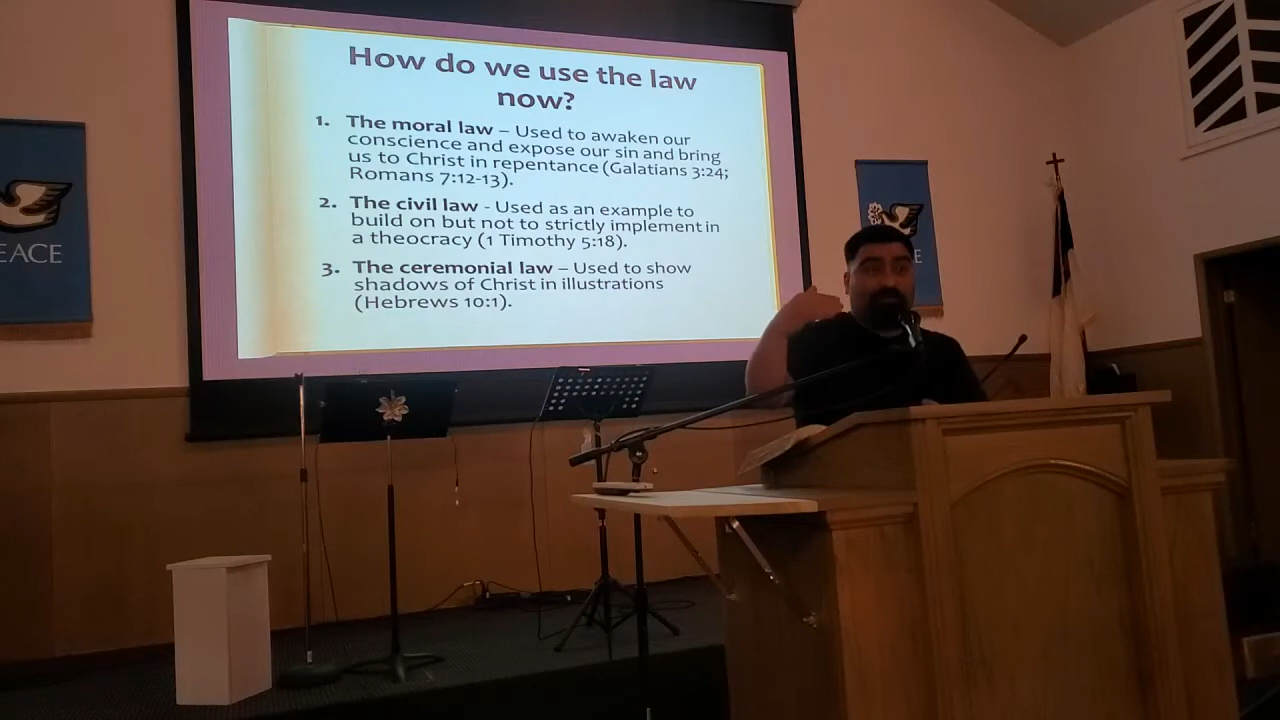 How do we use the law
now?
1. The moral law – Used to awaken our
conscience and expose our sin and bring
us to Christ in repentance (Galatians 3:24;
Romans 7:12-13).
2. The civil law - Used as an example to
build on but not to strictly implement in
a theocracy (1 Timothy 5:18).
3. The ceremonial law – Used to show
shadows of Christ in illustrations
(Hebrews 10:1).
EACE
E